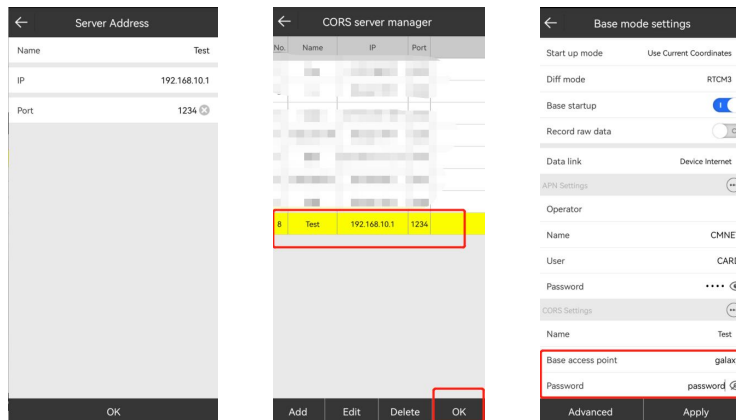 Server Address
Name Test
IP 192.168.10.1
Port 1234
OK
CORS server manager
No. Name IP Port
8 Test 192.168.10.1 1234
Add Edit Delete OK
Base mode settings
Start up mode Use Current Coordinates
Diff mode RTCM3
Base startup
Record raw data
Data link Device Internet
APN Settings
Operator
Name CMNE
User CARD
Password ••••
CORS Settings
Name Test
Base access point galax
Password password
Advanced Apply